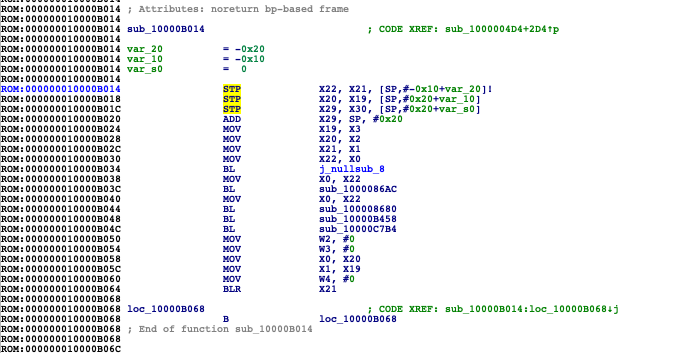 ROM:000000010000B014
ROM:000000010000B014 ; Attributes: noreturn bp-based frame
ROM:000000010000B014
ROM:000000010000B014 sub_10000B014 ; CODE XREF: sub_1000004D4+2D4↑p
ROM:000000010000B014
ROM:000000010000B014 var_20 = -0x20
ROM:000000010000B014 var_10 = -0x10
ROM:000000010000B014 var_s0 = 0
ROM:000000010000B014
ROM:000000010000B014 STP X22, X21, [SP,#-0x10+var_20]!
ROM:000000010000B018 STP X20, X19, [SP,#0x20+var_10]
ROM:000000010000B01C STP X29, X30, [SP,#0x20+var_s0]
ROM:000000010000B020 ADD X29, SP, #0x20
ROM:000000010000B024 MOV X19, X3
ROM:000000010000B028 MOV X20, X2
ROM:000000010000B02C MOV X21, X1
ROM:000000010000B030 MOV X22, X0
ROM:000000010000B034 BL j_nullsub_8
ROM:000000010000B038 MOV X0, X22
ROM:000000010000B03C BL sub_1000086AC
ROM:000000010000B040 MOV X0, X22
ROM:000000010000B044 BL sub_100008680
ROM:000000010000B048 BL sub_10000B458
ROM:000000010000B04C BL sub_10000C7B4
ROM:000000010000B050 MOV W2, #0
ROM:000000010000B054 MOV W3, #0
ROM:000000010000B058 MOV X0, X20
ROM:000000010000B05C MOV X1, X19
ROM:000000010000B060 MOV W4, #0
ROM:000000010000B064 BLR X21
ROM:000000010000B068
ROM:000000010000B068 loc_10000B068 ; CODE XREF: sub_10000B014:loc_10000B068↓j
ROM:000000010000B068 B loc_10000B068
ROM:000000010000B068 ; End of function sub_10000B014
ROM:000000010000B068
ROM:000000010000B06C